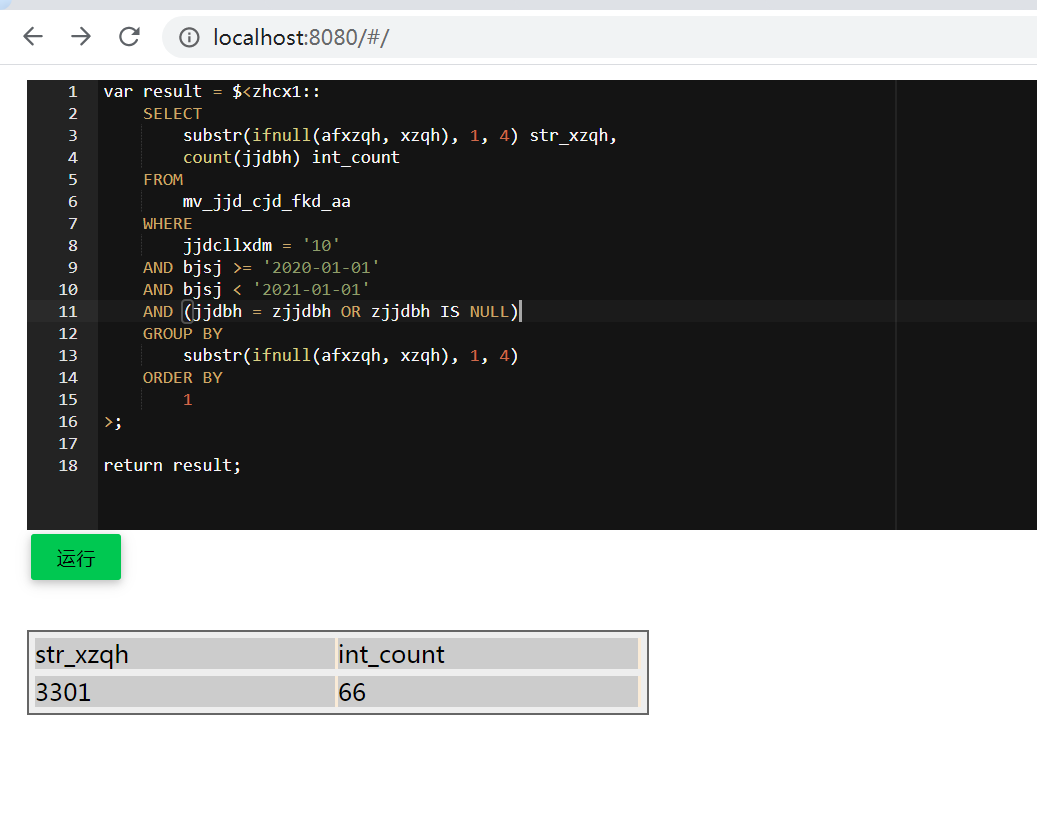 localhost:8080/#/
1 var result = $<zhcx1::
2 SELECT
3 substr(ifnull(afxzqh, xzqh), 1, 4) str_xzqh,
4 count(jjdbh) int_count
5 FROM
6 mv_jjd_cjd_fkd_aa
7 WHERE
8 jjdcllxdm = '10'
9 AND bjsj >= '2020-01-01'
10 AND bjsj < '2021-01-01'
11 AND (jjdbh = zjjdbh OR zjjdbh IS NULL)
12 GROUP BY
13 substr(ifnull(afxzqh, xzqh), 1, 4)
14 ORDER BY
15 1
16 >;
17
18 return result;
运行
str_xzqh int_count
3301 66